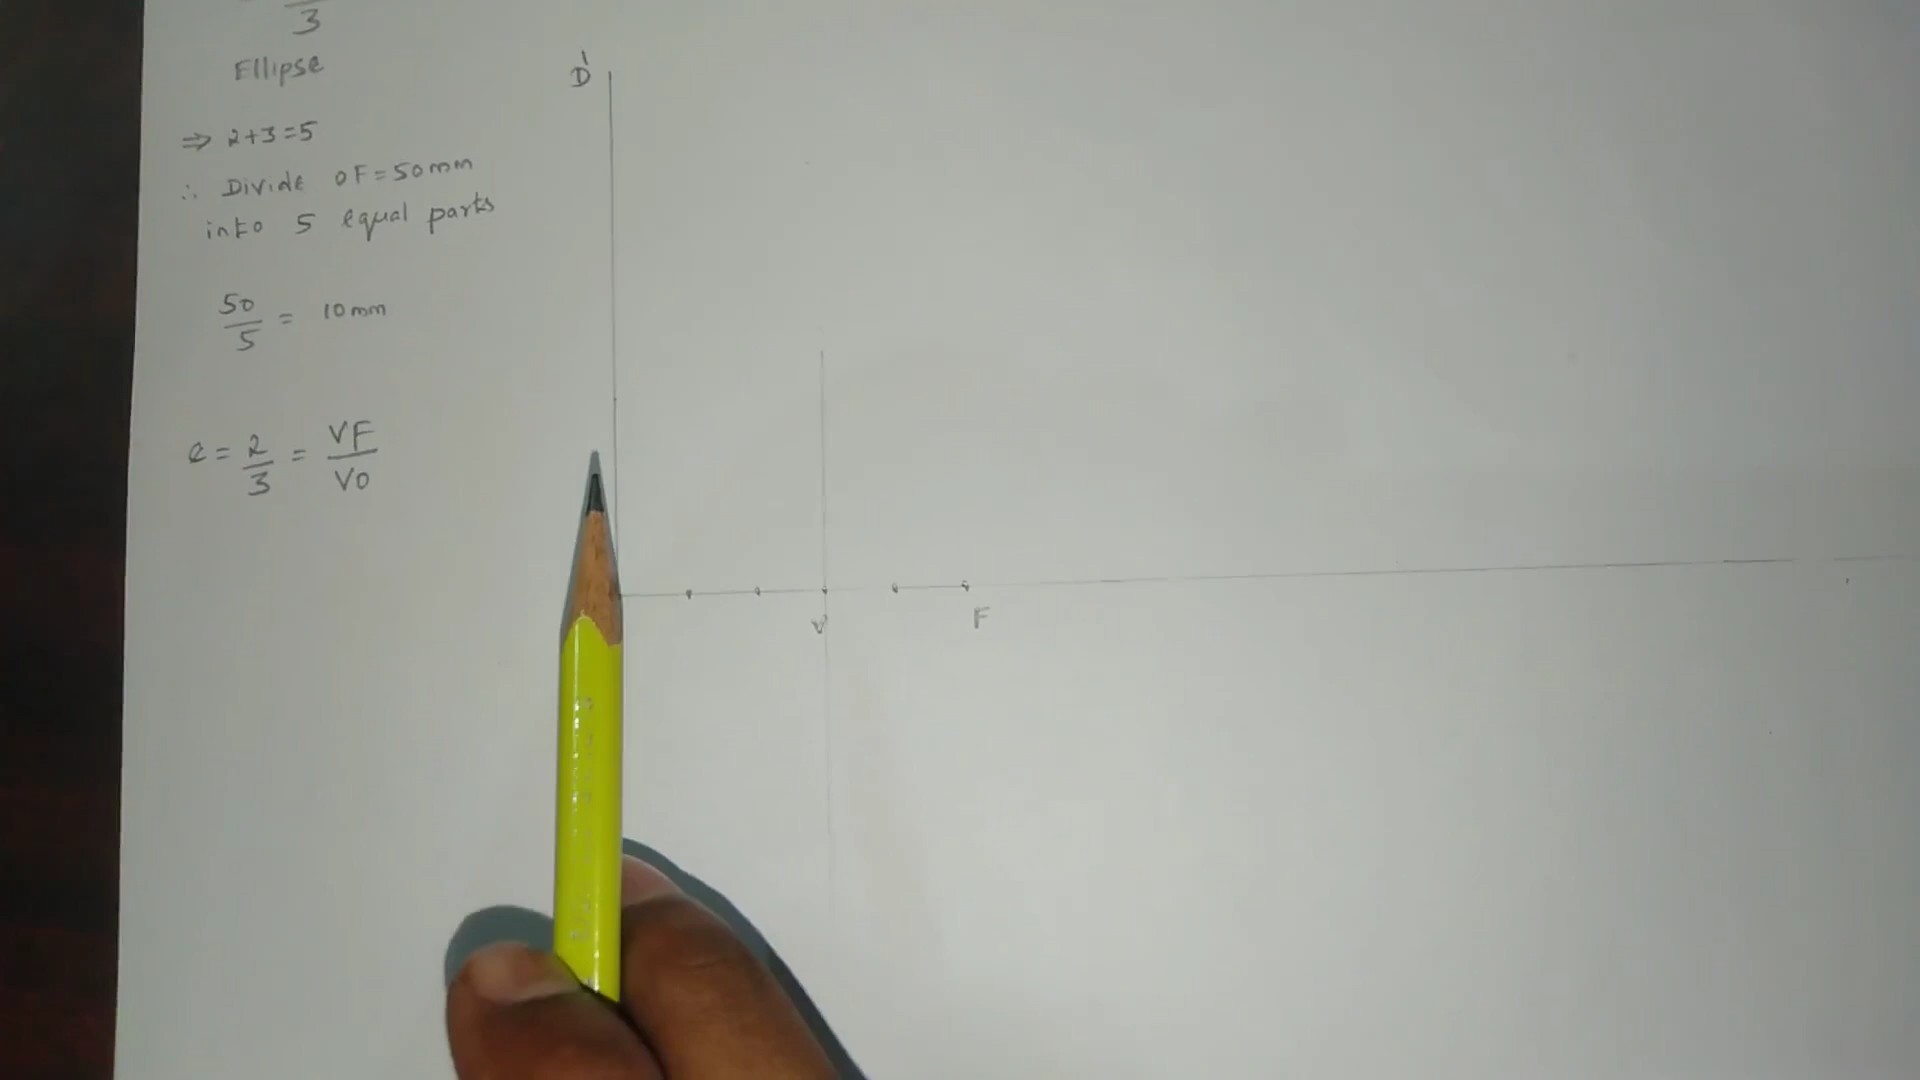 3
Ellipse
⇒ 2+3=5
∴ Divide OF=50mm
into 5 equal parts
50/5 = 10mm
e = 2/3 = VF/VO
D'
V
F